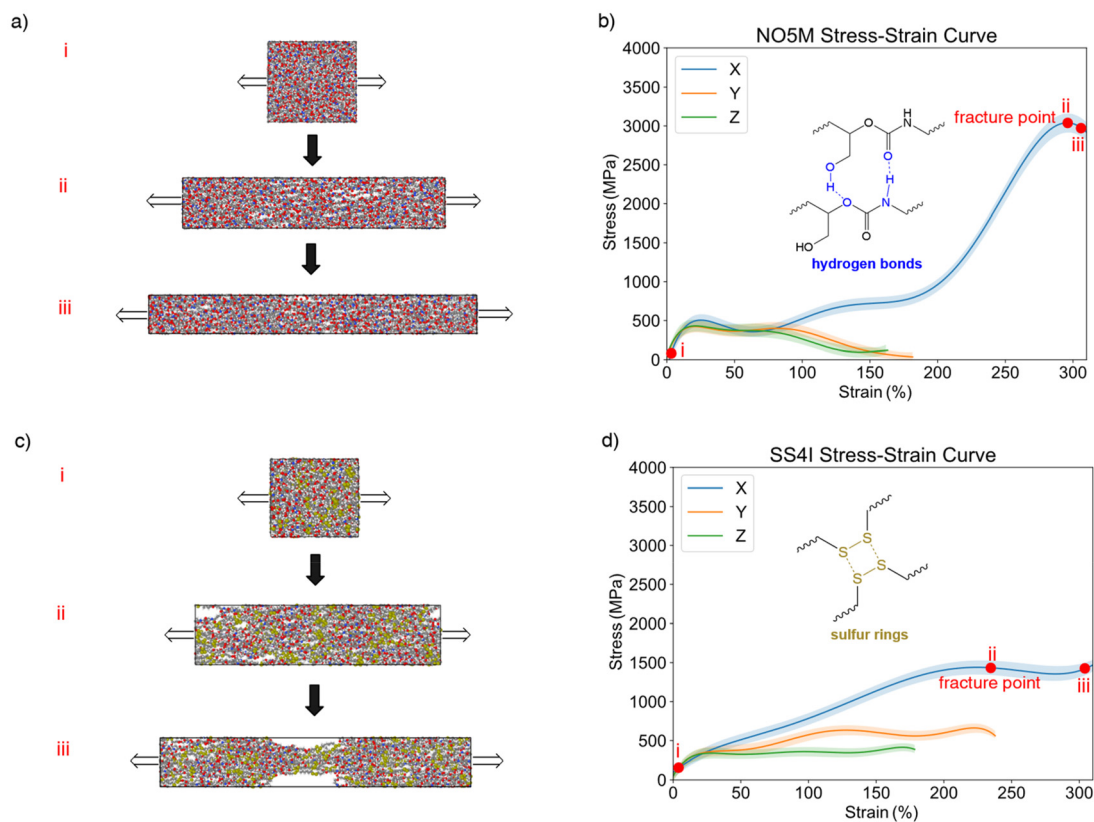 a)
i
ii
iii
b)
NO5M Stress-Strain Curve
4000
3500
3000
2500
2000
1500
1000
500
0
Stress (MPa)
X
Y
Z
fracture point
ii
iii
i
H
O
N
O
O
H
H
O
O
N
HO
O
hydrogen bonds
0
50
100
150
200
250
300
Strain (%)
c)
i
ii
iii
d)
SS4I Stress-Strain Curve
4000
3500
3000
2500
2000
1500
1000
500
0
Stress (MPa)
X
Y
Z
S
S
S
S
sulfur rings
ii
fracture point
iii
i
0
50
100
150
200
250
300
Strain (%)